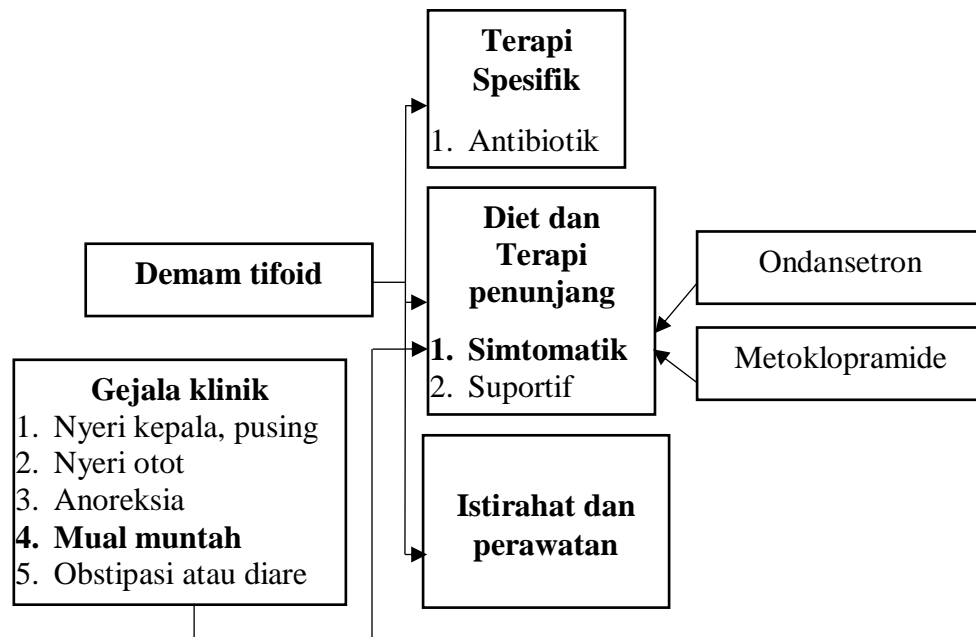 Terapi
Spesifik
1. Antibiotik
Demam tifoid
Diet dan
Terapi
penunjang
1. Simtomatik
2. Suportif
Ondansetron
Metoklopramide
Gejala klinik
1. Nyeri kepala, pusing
2. Nyeri otot
3. Anoreksia
4. Mual muntah
5. Obstipasi atau diare
Istirahat dan
perawatan